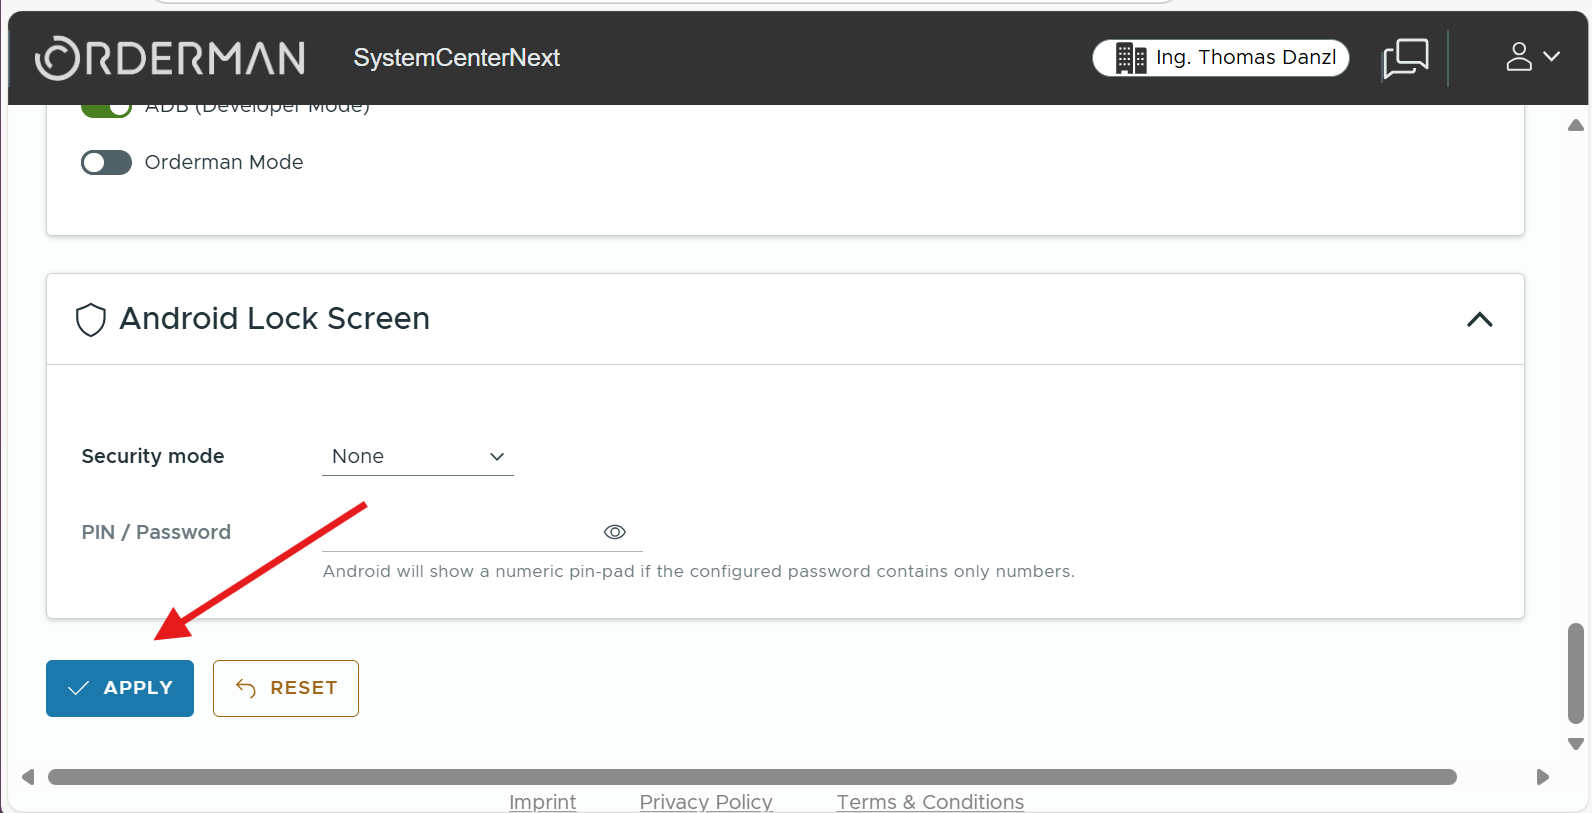 ORDERMAN
SystemCenterNext
Ing. Thomas Danzl
ADB (Developer Mode)
Orderman Mode
Android Lock Screen
Security mode
None
PIN / Password
Android will show a numeric pin-pad if the configured password contains only numbers.
APPLY
RESET
Imprint
Privacy Policy
Terms & Conditions